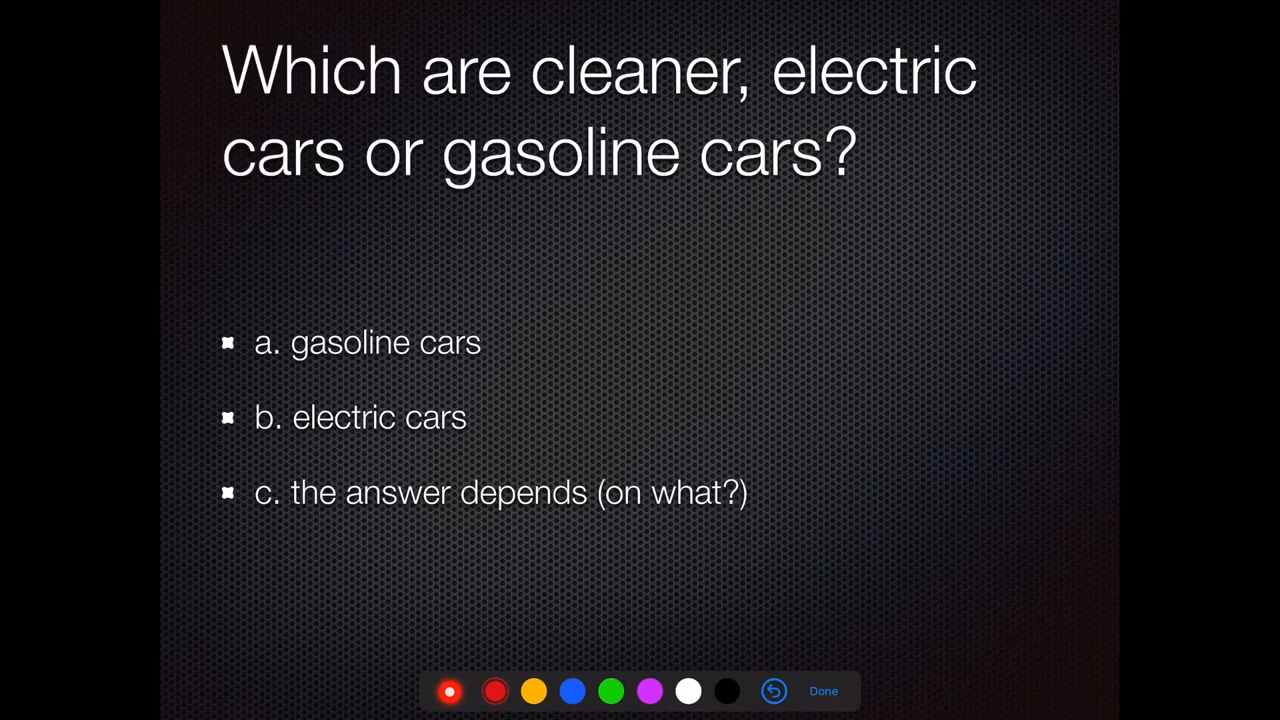 Which are cleaner, electric
cars or gasoline cars?
a. gasoline cars
b. electric cars
c. the answer depends (on what?)
Done